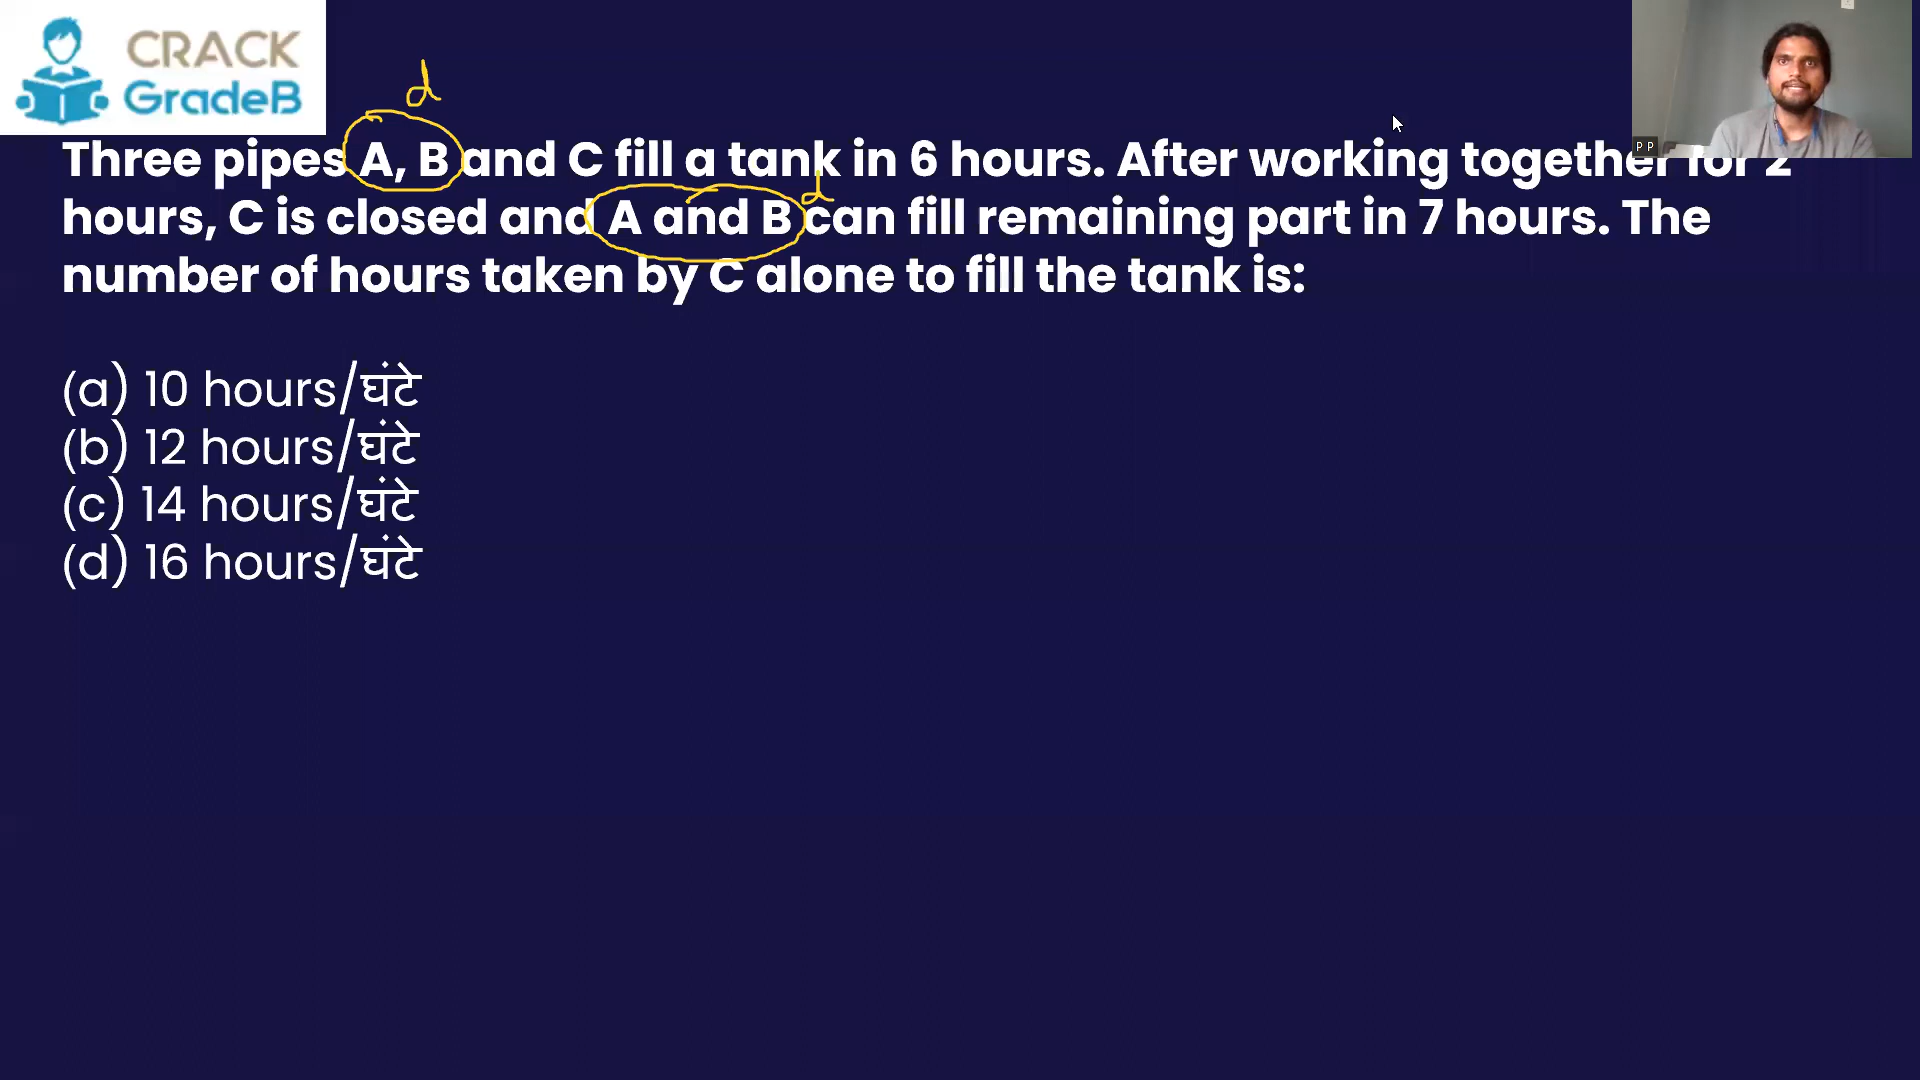 CRACK
GradeB
d
Three pipes A, B and C fill a tank in 6 hours. After working together for 2
d
hours, C is closed and A and B can fill remaining part in 7 hours. The
number of hours taken by C alone to fill the tank is:
(a) 10 hours/घंटे
(b) 12 hours/घंटे
(c) 14 hours/घंटे
(d) 16 hours/घंटे
P P